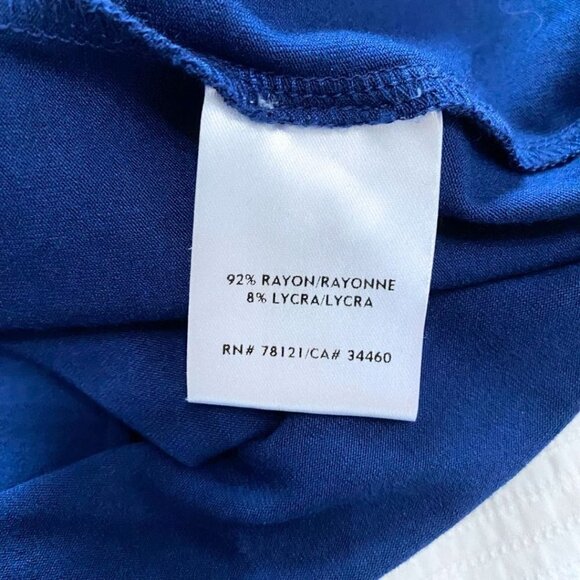 92% RAYON/RAYONNE
8% LYCRA/LYCRA
RN# 78121/CA# 34460